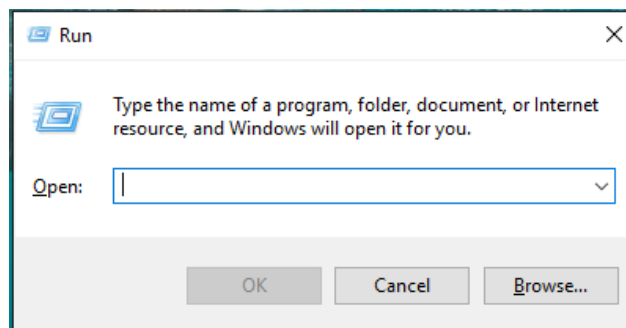 Run
Type the name of a program, folder, document, or Internet
resource, and Windows will open it for you.
Open:
OK Cancel Browse...